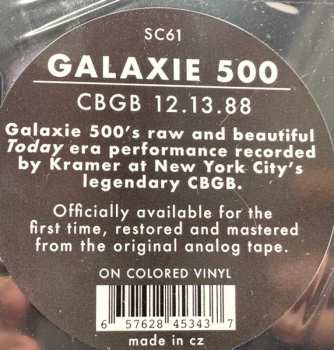 SC61
GALAXIE 500
CBGB 12.13.88
Galaxie 500's raw and beautiful
Today era performance recorded
by Kramer at New York City's
legendary CBGB.
Officially available for the
first time, restored and mastered
from the original analog tape.
ON COLORED VINYL
6 57628 45343 7
made in cz